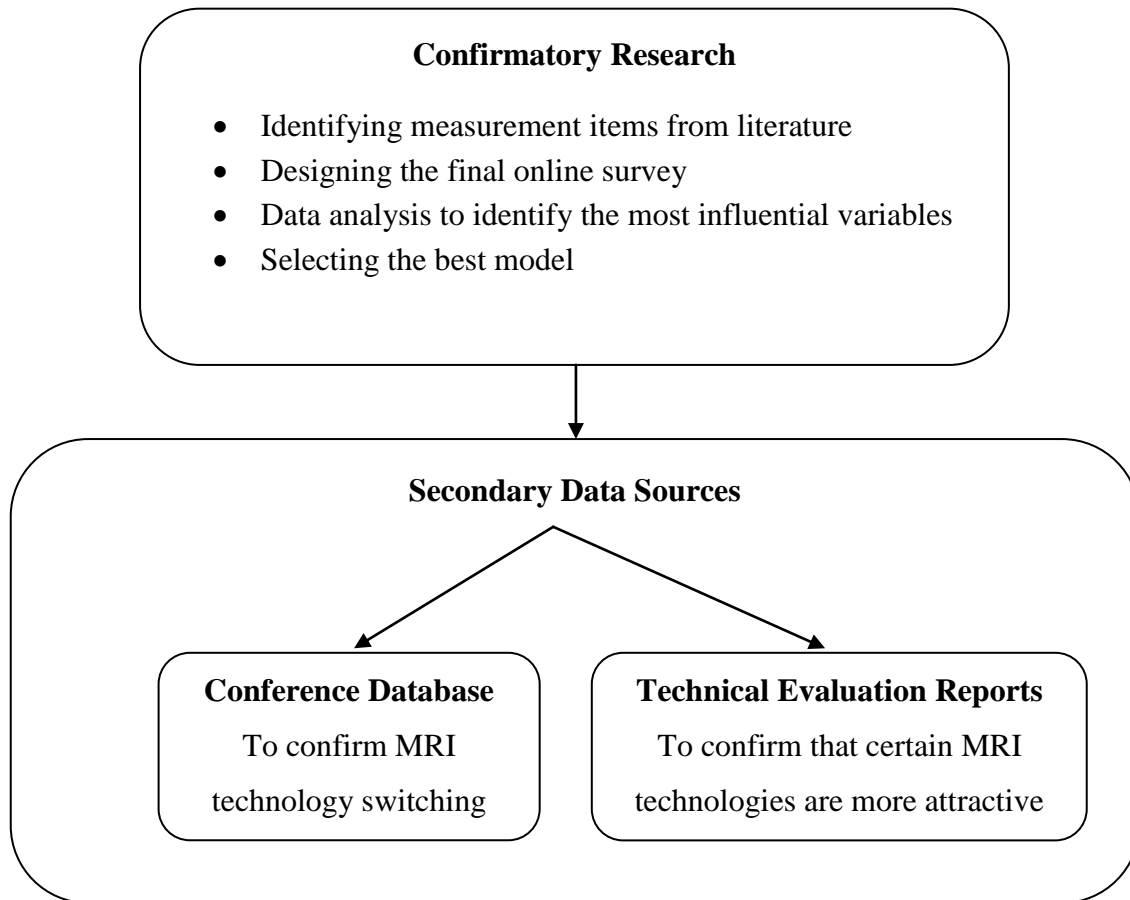 Confirmatory Research
• Identifying measurement items from literature
• Designing the final online survey
• Data analysis to identify the most influential variables
• Selecting the best model
Secondary Data Sources
Conference Database
To confirm MRI
technology switching
Technical Evaluation Reports
To confirm that certain MRI
technologies are more attractive